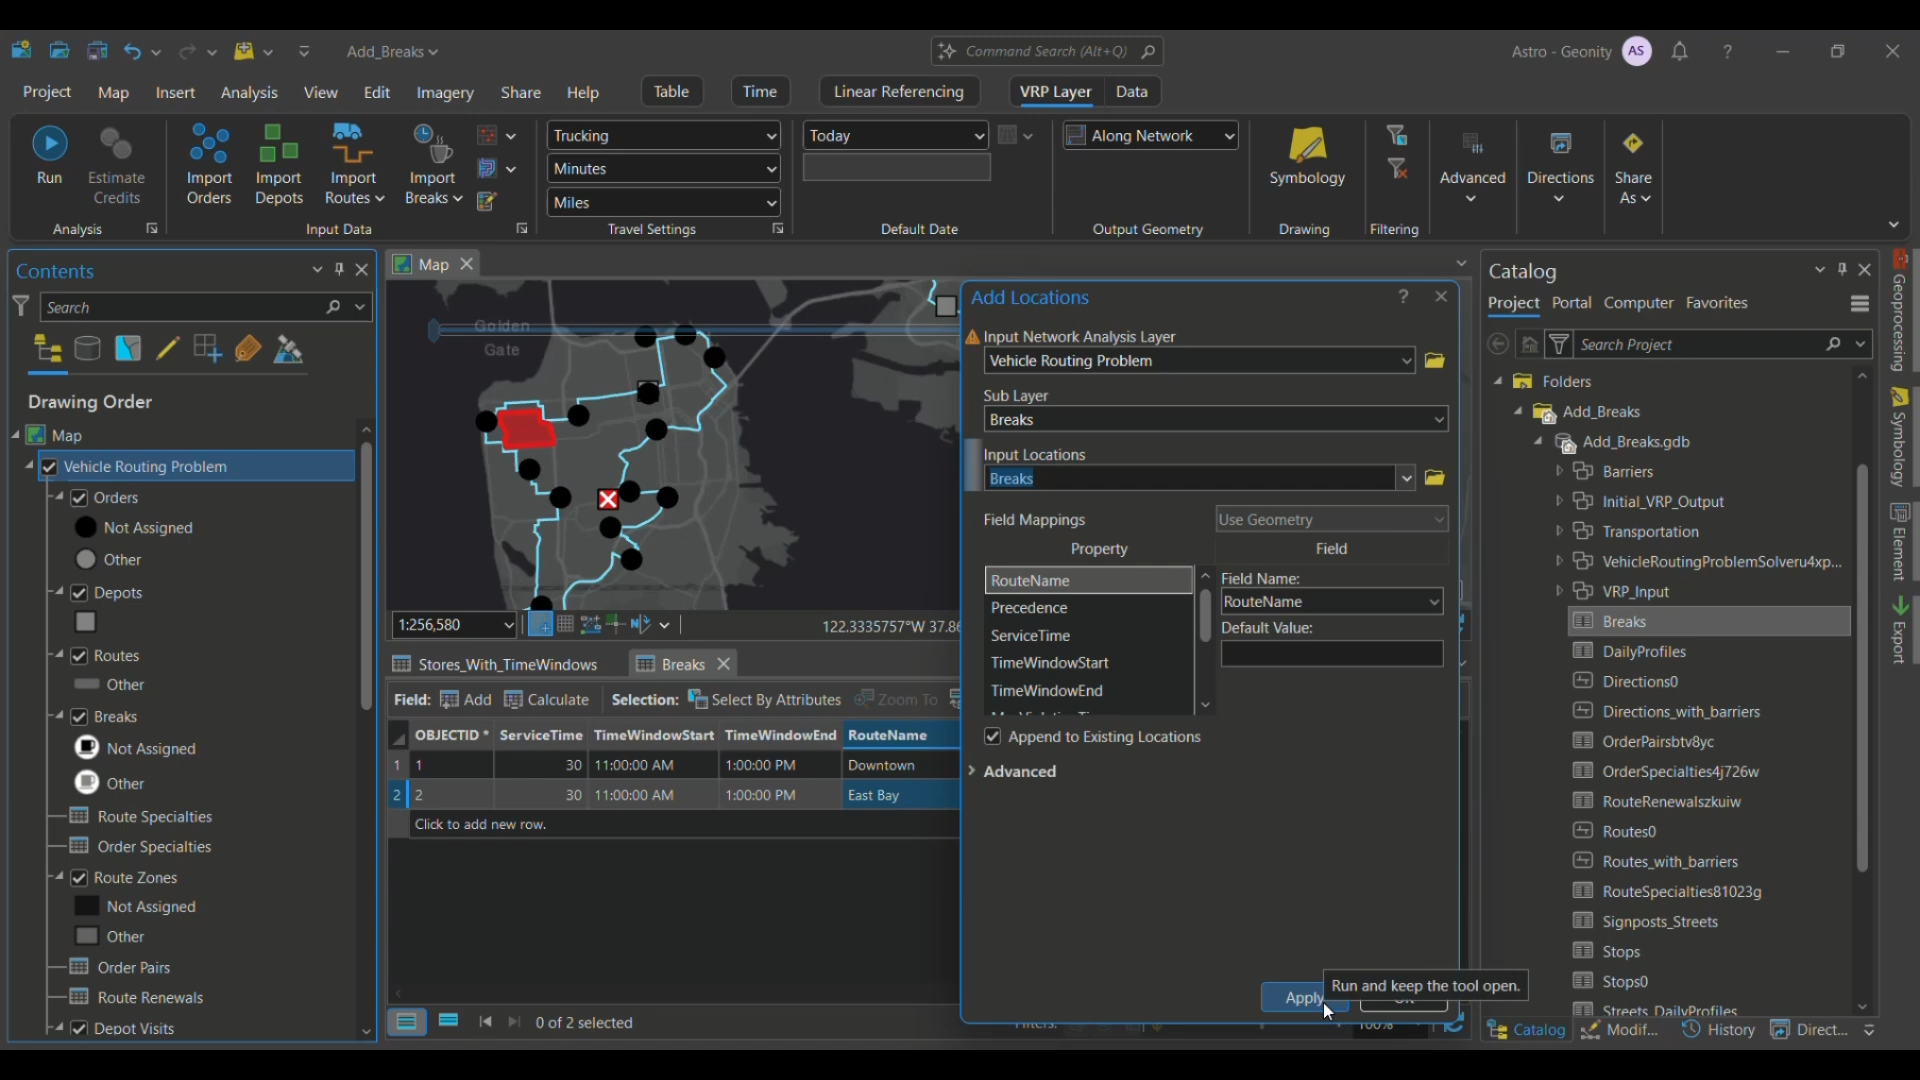 Add_Breaks
Command Search (Alt+Q)
Astro - Geonity
AS
?
Project
Map
Insert
Analysis
View
Edit
Imagery
Share
Help
Table
Time
Linear Referencing
VRP Layer
Data
Run
Estimate Credits
Analysis
Import Orders
Import Depots
Import Routes
Import Breaks
Input Data
Trucking
Minutes
Miles
Travel Settings
Today
Default Date
Along Network
Output Geometry
Symbology
Drawing
Filtering
Advanced
Directions
Share As
Contents
Search
Drawing Order
Map
Vehicle Routing Problem
Orders
Not Assigned
Other
Depots
Routes
Other
Breaks
Not Assigned
Other
Route Specialties
Order Specialties
Route Zones
Not Assigned
Other
Order Pairs
Route Renewals
Depot Visits
Map
Golden
Gate
1:256,580
122.3335757°W 37.86
Stores_With_TimeWindows
Breaks
Field:
Add
Calculate
Selection:
Select By Attributes
Zoom To
OBJECTID *
ServiceTime
TimeWindowStart
TimeWindowEnd
RouteName
1 1 30 11:00:00 AM 1:00:00 PM Downtown
2 2 30 11:00:00 AM 1:00:00 PM East Bay
Click to add new row.
0 of 2 selected
Filters:
100%
Add Locations
?
Input Network Analysis Layer
Vehicle Routing Problem
Sub Layer
Breaks
Input Locations
Breaks
Field Mappings
Use Geometry
Property
Field
RouteName
Precedence
ServiceTime
TimeWindowStart
TimeWindowEnd
Field Name:
RouteName
Default Value:
Append to Existing Locations
Advanced
Apply
Run and keep the tool open.
Catalog
Project
Portal
Computer
Favorites
Search Project
Folders
Add_Breaks
Add_Breaks.gdb
Barriers
Initial_VRP_Output
Transportation
VehicleRoutingProblemSolveru4xp...
VRP_Input
Breaks
DailyProfiles
Directions0
Directions_with_barriers
OrderPairsbtv8yc
OrderSpecialties4j726w
RouteRenewalszkuiw
Routes0
Routes_with_barriers
RouteSpecialties81023g
Signposts_Streets
Stops
Stops0
Streets_DailyProfiles
Catalog
Modif...
History
Direct...
Geoprocessing
Symbology
Element
Export